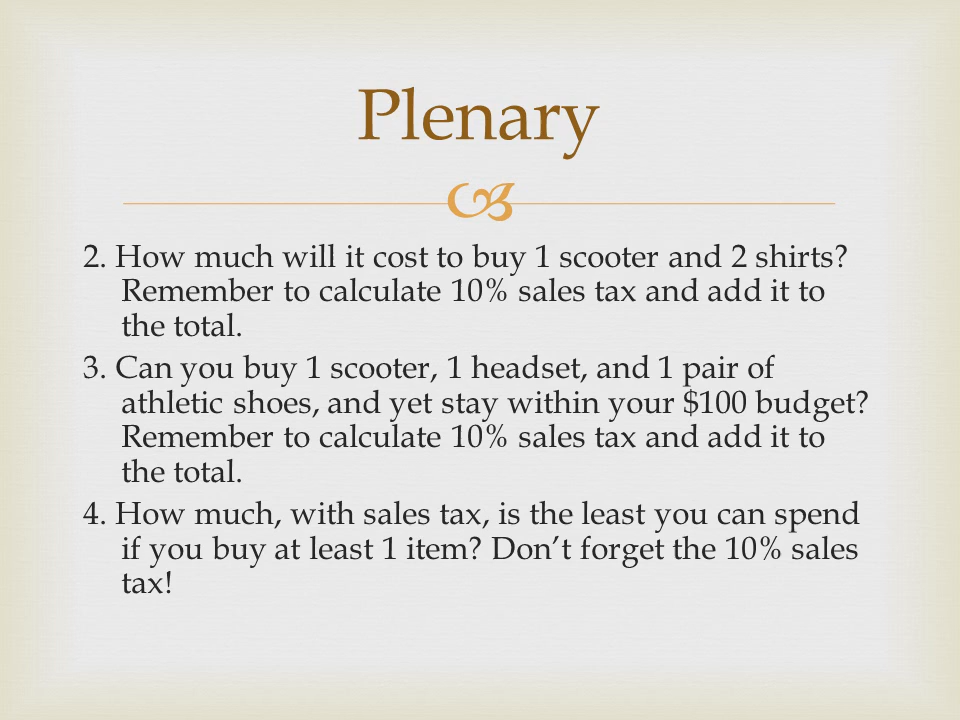 Plenary
2. How much will it cost to buy 1 scooter and 2 shirts?
Remember to calculate 10% sales tax and add it to
the total.
3. Can you buy 1 scooter, 1 headset, and 1 pair of
athletic shoes, and yet stay within your $100 budget?
Remember to calculate 10% sales tax and add it to
the total.
4. How much, with sales tax, is the least you can spend
if you buy at least 1 item? Don’t forget the 10% sales
tax!